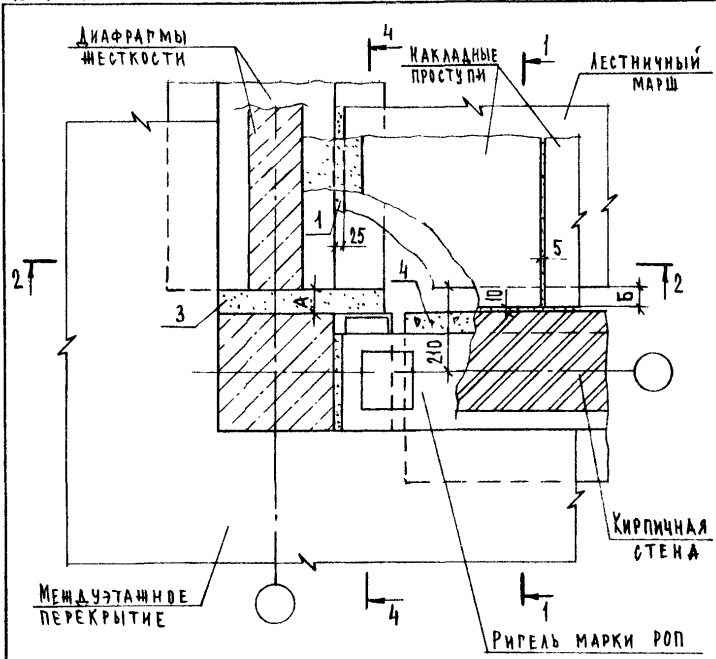 ДИАФРАГМЫ
ЖЕСТКОСТИ
4
НАКЛАДНЫЕ
ПРОСТУПИ
1
ЛЕСТНИЧНЫЙ
МАРШ
1
25
5
2
2
3
А
4
10
Б
210
КИРПИЧНАЯ
СТЕНА
МЕЖДУЭТАЖНОЕ
ПЕРЕКРЫТИЕ
4
1
РИГЕЛЬ МАРКИ РОП